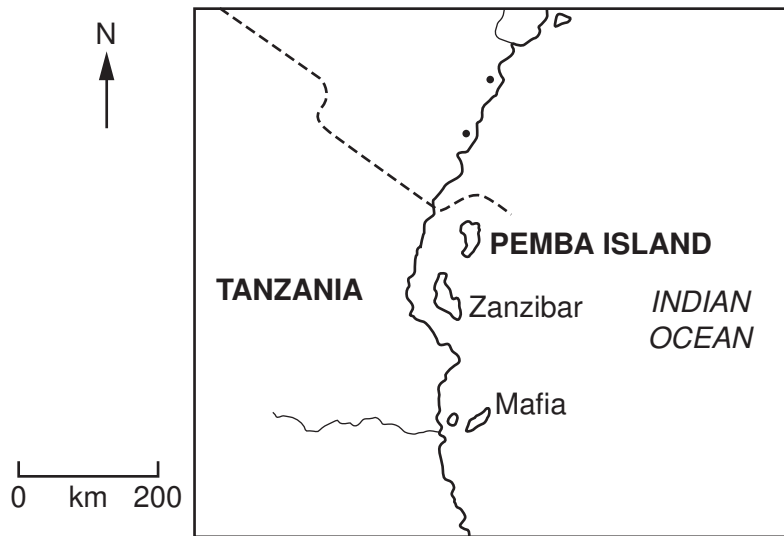 N
PEMBA ISLAND
TANZANIA
Zanzibar
INDIAN
OCEAN
Mafia
0 km 200